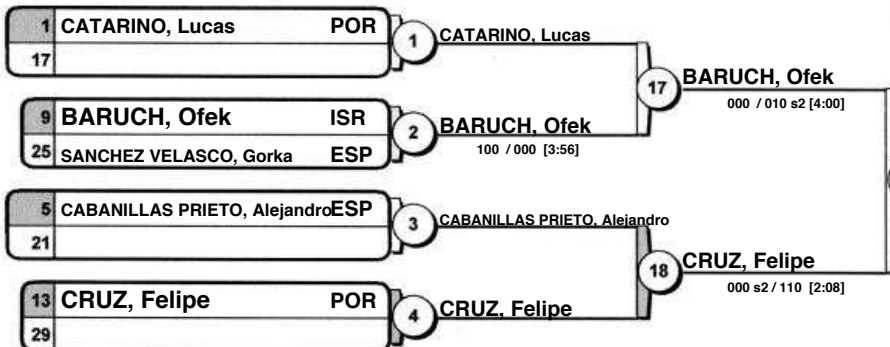 1 CATARINO, Lucas POR
17
1 CATARINO, Lucas
9 BARUCH, Ofek ISR
25 SANCHEZ VELASCO, Gorka ESP
2 BARUCH, Ofek
100 / 000 [3:56]
17 BARUCH, Ofek
000 / 010 s2 [4:00]
5 CABANILLAS PRIETO, Alejandro ESP
21
3 CABANILLAS PRIETO, Alejandro
13 CRUZ, Felipe POR
29
4 CRUZ, Felipe
18 CRUZ, Felipe
000 s2 / 110 [2:08]